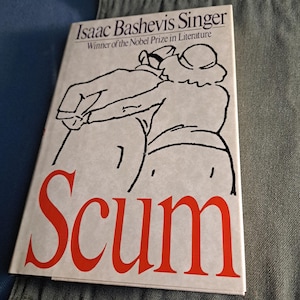 Isaac Bashevis Singer
Winner of the Nobel Prize in Literature
Scum